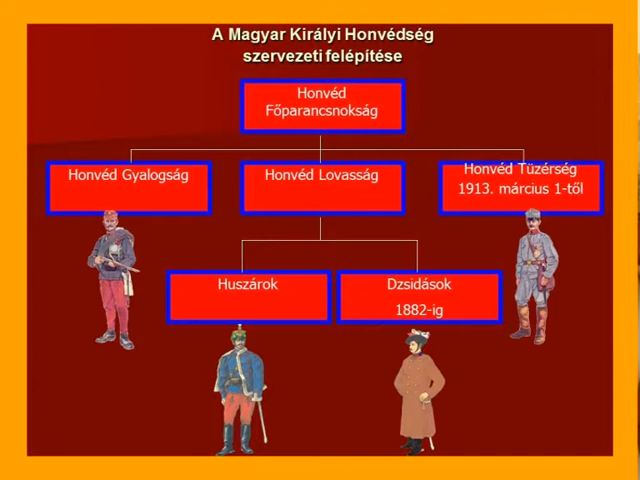 A Magyar Királyi Honvédség
szervezeti felépítése
Honvéd
Főparancsnokság
Honvéd Gyalogság
Honvéd Lovasság
Honvéd Tüzérség
1913. március 1-től
Huszárok
Dzsidások
1882-ig